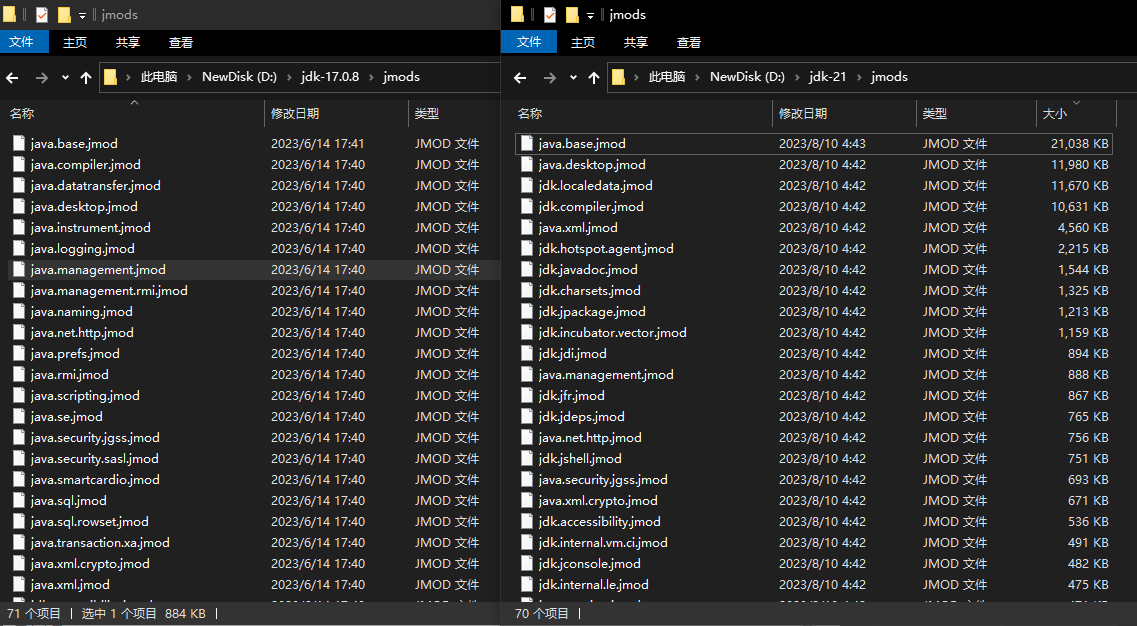 jmods
文件 主页 共享 查看
此电脑 NewDisk (D:) jdk-17.0.8 jmods
名称 修改日期 类型
java.base.jmod 2023/6/14 17:41 JMOD 文件
java.compiler.jmod 2023/6/14 17:40 JMOD 文件
java.datatransfer.jmod 2023/6/14 17:40 JMOD 文件
java.desktop.jmod 2023/6/14 17:40 JMOD 文件
java.instrument.jmod 2023/6/14 17:40 JMOD 文件
java.logging.jmod 2023/6/14 17:40 JMOD 文件
java.management.jmod 2023/6/14 17:40 JMOD 文件
java.management.rmi.jmod 2023/6/14 17:40 JMOD 文件
java.naming.jmod 2023/6/14 17:40 JMOD 文件
java.net.http.jmod 2023/6/14 17:40 JMOD 文件
java.prefs.jmod 2023/6/14 17:40 JMOD 文件
java.rmi.jmod 2023/6/14 17:40 JMOD 文件
java.scripting.jmod 2023/6/14 17:40 JMOD 文件
java.se.jmod 2023/6/14 17:40 JMOD 文件
java.security.jgss.jmod 2023/6/14 17:40 JMOD 文件
java.security.sasl.jmod 2023/6/14 17:40 JMOD 文件
java.smartcardio.jmod 2023/6/14 17:40 JMOD 文件
java.sql.jmod 2023/6/14 17:40 JMOD 文件
java.sql.rowset.jmod 2023/6/14 17:40 JMOD 文件
java.transaction.xa.jmod 2023/6/14 17:40 JMOD 文件
java.xml.crypto.jmod 2023/6/14 17:40 JMOD 文件
java.xml.jmod 2023/6/14 17:40 JMOD 文件
71 个项目 选中 1 个项目 884 KB
jmods
文件 主页 共享 查看
此电脑 NewDisk (D:) jdk-21 jmods
名称 修改日期 类型 大小
java.base.jmod 2023/8/10 4:43 JMOD 文件 21,038 KB
java.desktop.jmod 2023/8/10 4:42 JMOD 文件 11,980 KB
jdk.localedata.jmod 2023/8/10 4:42 JMOD 文件 11,670 KB
jdk.compiler.jmod 2023/8/10 4:42 JMOD 文件 10,631 KB
java.xml.jmod 2023/8/10 4:42 JMOD 文件 4,560 KB
jdk.hotspot.agent.jmod 2023/8/10 4:42 JMOD 文件 2,215 KB
jdk.javadoc.jmod 2023/8/10 4:42 JMOD 文件 1,544 KB
jdk.charsets.jmod 2023/8/10 4:42 JMOD 文件 1,325 KB
jdk.jpackage.jmod 2023/8/10 4:42 JMOD 文件 1,213 KB
jdk.incubator.vector.jmod 2023/8/10 4:42 JMOD 文件 1,159 KB
jdk.jdi.jmod 2023/8/10 4:42 JMOD 文件 894 KB
java.management.jmod 2023/8/10 4:42 JMOD 文件 888 KB
jdk.jfr.jmod 2023/8/10 4:42 JMOD 文件 867 KB
jdk.jdeps.jmod 2023/8/10 4:42 JMOD 文件 765 KB
java.net.http.jmod 2023/8/10 4:42 JMOD 文件 756 KB
jdk.jshell.jmod 2023/8/10 4:42 JMOD 文件 751 KB
java.security.jgss.jmod 2023/8/10 4:42 JMOD 文件 693 KB
java.xml.crypto.jmod 2023/8/10 4:42 JMOD 文件 671 KB
jdk.accessibility.jmod 2023/8/10 4:42 JMOD 文件 536 KB
jdk.internal.vm.ci.jmod 2023/8/10 4:42 JMOD 文件 491 KB
jdk.jconsole.jmod 2023/8/10 4:42 JMOD 文件 482 KB
jdk.internal.le.jmod 2023/8/10 4:42 JMOD 文件 475 KB
70 个项目